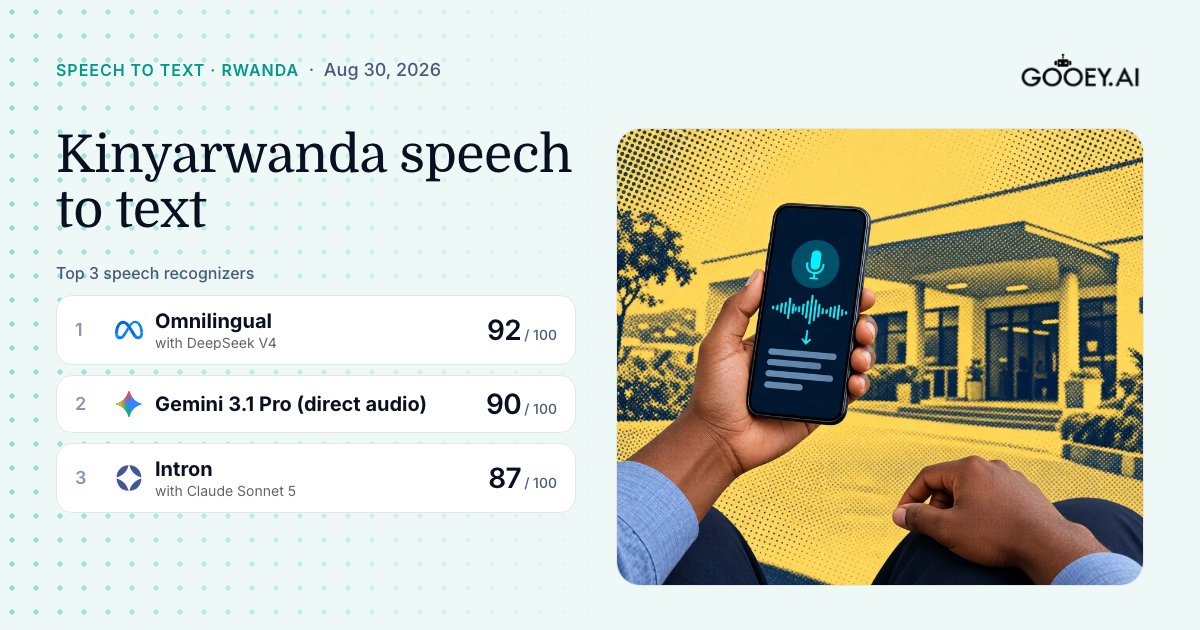 SPEECH TO TEXT · RWANDA · Aug 30, 2026
GOOEY.AI
Kinyarwanda speech
to text
Top 3 speech recognizers
1 Omnilingual 92 / 100
with DeepSeek V4
2 Gemini 3.1 Pro (direct audio) 90 / 100
3 Intron 87 / 100
with Claude Sonnet 5